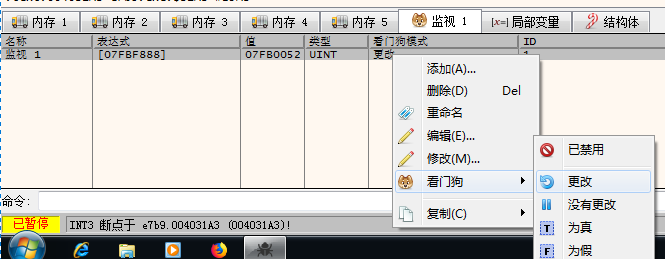 内存 1 内存 2 内存 3 内存 4 内存 5 监视 1 [x=] 局部变量 结构体
名称 表达式 值 类型 看门狗模式 ID
监视 1 [07FBF888] 07FB0052 UINT 更改
添加(A)...
删除(D) Del
重命名
编辑(E)...
修改(M)...
看门狗
复制(C)
已禁用
更改
没有更改
T 为真
F 为假
命令:
已暂停 INT3 断点于 e7b9.004031A3 (004031A3)!